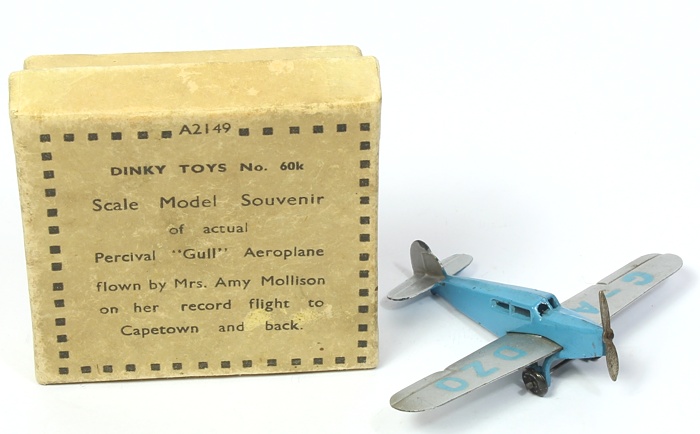 A2149
DINKY TOYS No. 60k
Scale Model Souvenir
of actual
Percival "Gull" Aeroplane
flown by Mrs. Amy Mollison
on her record flight to
Capetown and back.
G-A
DZO